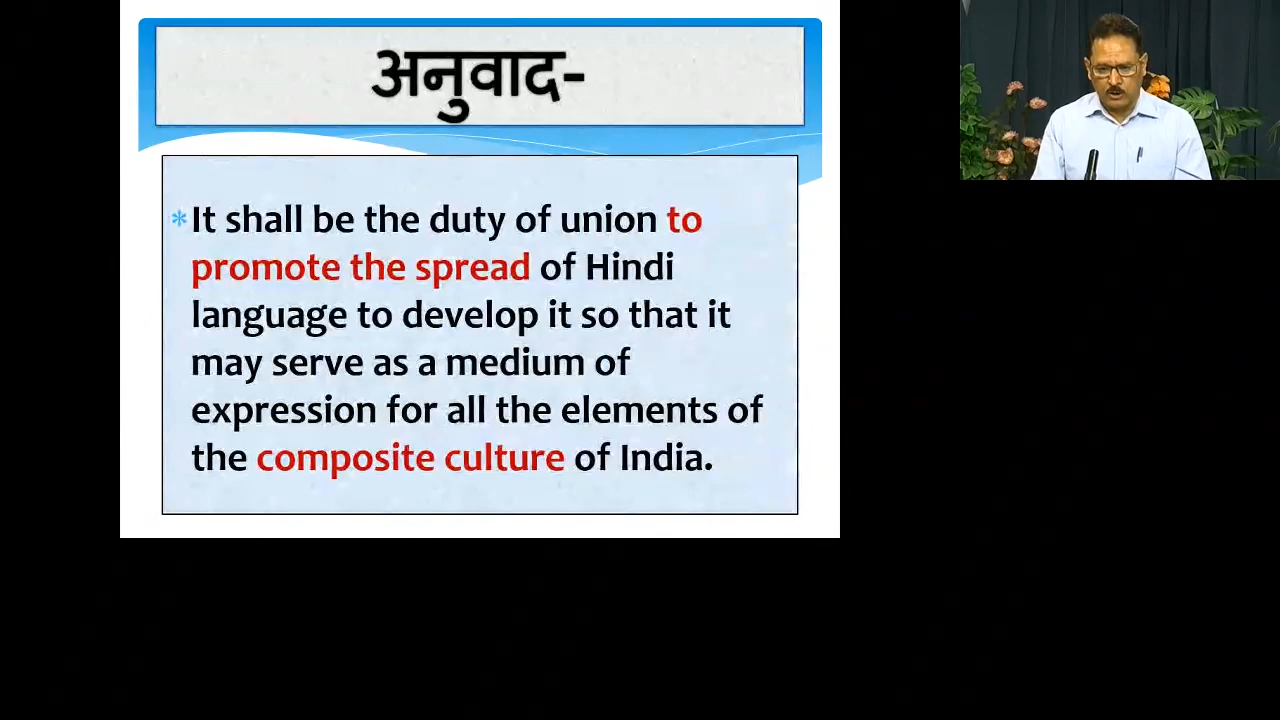 अनुवाद-
*It shall be the duty of union to
promote the spread of Hindi
language to develop it so that it
may serve as a medium of
expression for all the elements of
the composite culture of India.